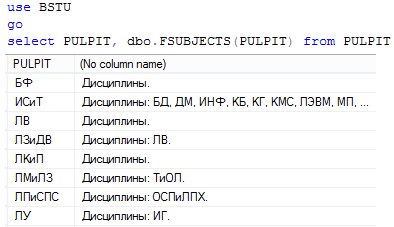 use BSTU
go
select PULPIT, dbo.FSUBJECTS(PULPIT) from PULPIT
PULPIT (No column name)
БФ Дисциплины.
ИСиТ Дисциплины: БД, ДМ, ИНФ, КБ, КГ, КМС, ЛЭВМ, МП, ...
ЛВ Дисциплины.
ЛЗиДВ Дисциплины: ЛВ.
ЛКиП Дисциплины.
ЛМиЛЗ Дисциплины: ТиОЛ.
ЛПиСПС Дисциплины: ОСПиЛПХ.
ЛУ Дисциплины: ИГ.